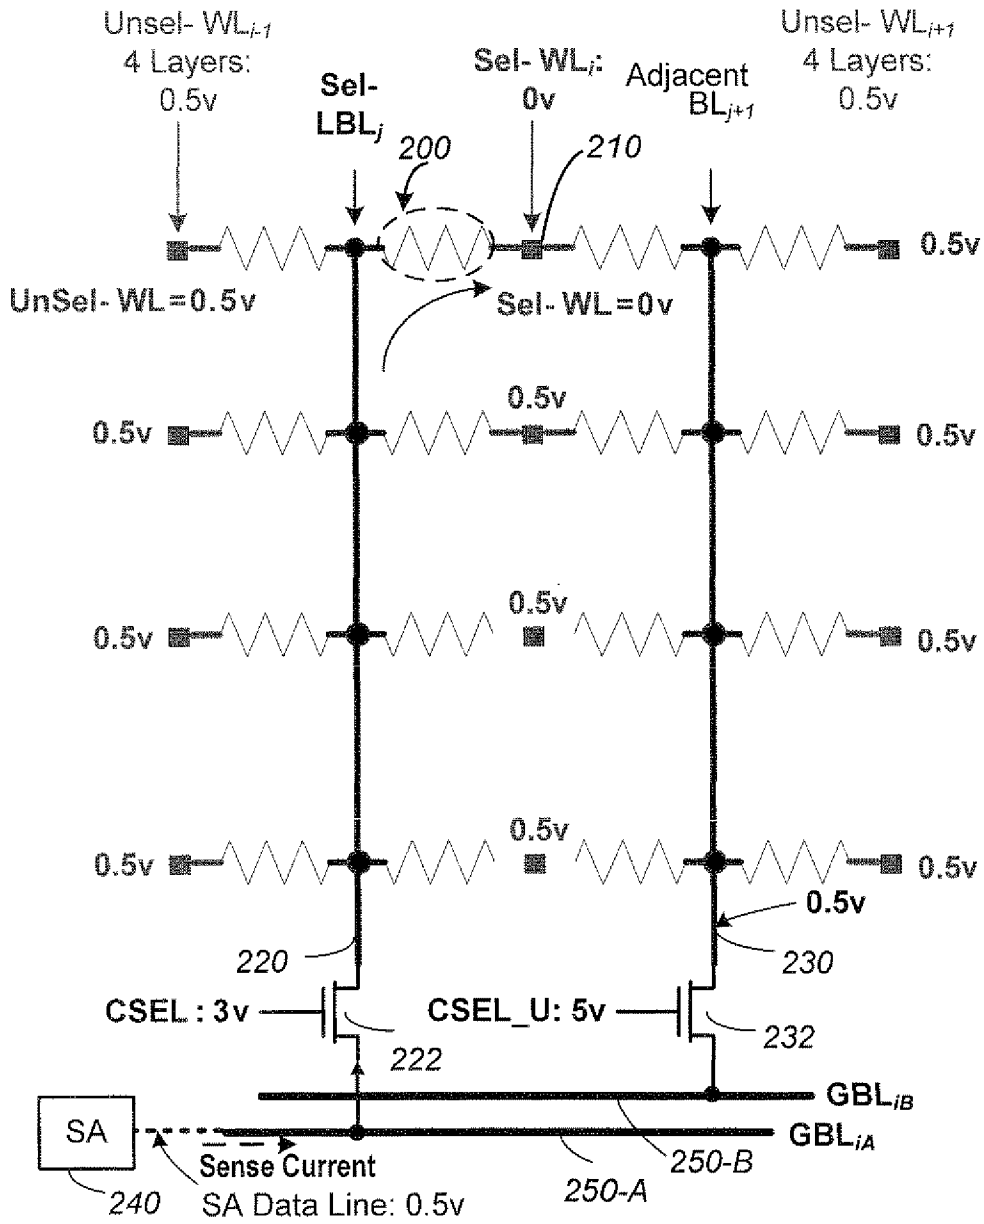 Unsel- WLi-1
4 Layers:
0.5v
Sel-
LBLj
Sel- WLi:
0v
Adjacent
BLj+1
Unsel- WLi+1
4 Layers:
0.5v
200
210
0.5v
UnSel- WL=0.5v
Sel- WL=0v
0.5v
0.5v
0.5v
0.5v
0.5v
0.5v
0.5v
0.5v
0.5v
0.5v
220
230
CSEL : 3v
CSEL_U: 5v
222
232
GBLiB
SA
GBLiA
Sense Current
250-B
240
SA Data Line: 0.5v
250-A